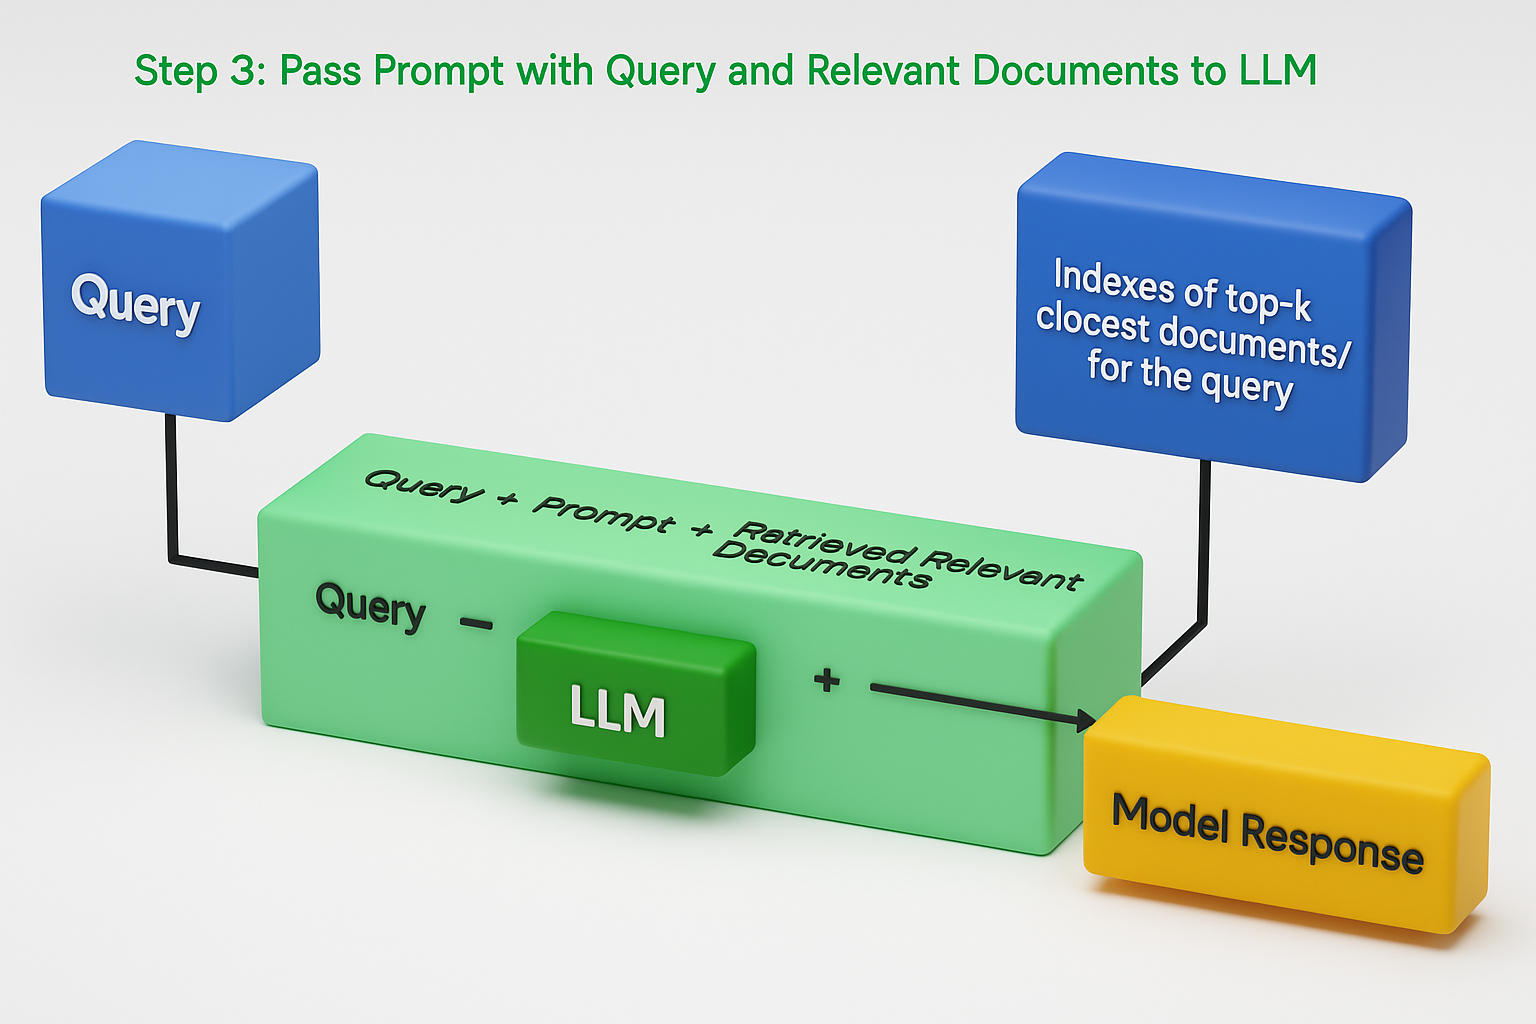 Step 3: Pass Prompt with Query and Relevant Documents to LLM
Query
Indexes of top-k
clocest documents/
for the query
Query + Prompt + Ratrieved Relevant
Decuments
Query –
LLM
+
Model Response